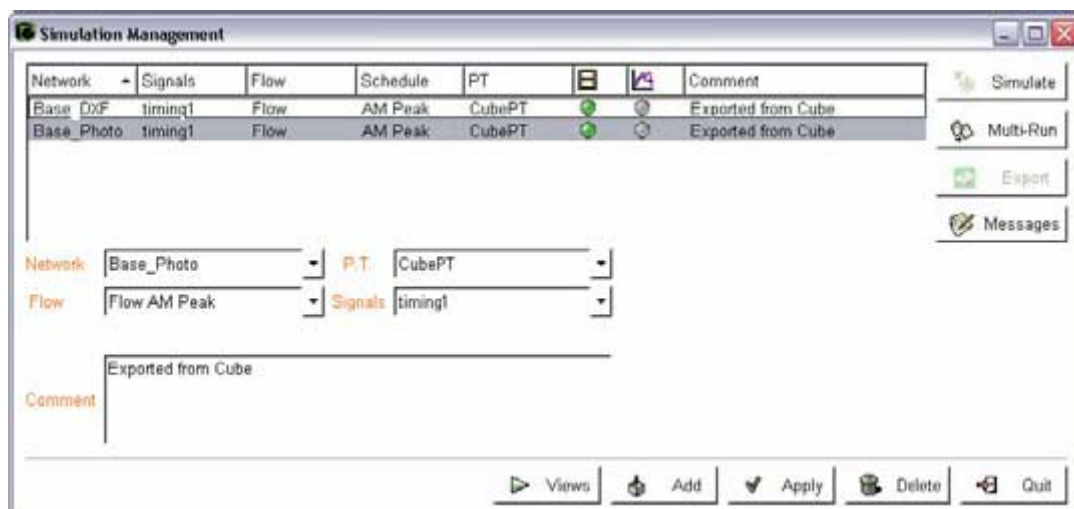 Simulation Management
Network Signals Flow Schedule PT Comment
Base_DXF timing1 Flow AM Peak CubePT Exported from Cube
Base_Photo timing1 Flow AM Peak CubePT Exported from Cube
Simulate
Multi-Run
Export
Messages
Network Base_Photo P.T. CubePT
Flow Flow AM Peak Signals timing1
Comment Exported from Cube
Views Add Apply Delete Quit